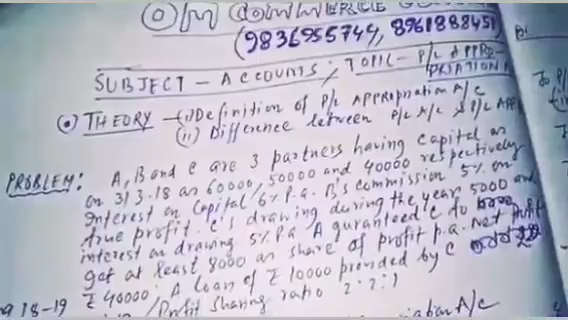 OM COMMERCE
(9836955744, 8961888451)
SUBJECT - ACCOUNTS / TOPIC - P/L APPRO-
PRIATION
THEORY - (i) Definition of P/L Appropriation A/C
(ii) Difference between P/L A/C & P/L APP
PROBLEM: A, B and C are 3 partners having capital as
on 31/3.18 as 60000, 50000 and 40000 respectively
Interest on Capital 6% P.a. B's commission 5% on
true profit. C's drawing during the year 5000 and
interest on drawing 5% P.a A guranteed C to
get at least 8000 as share of profit p.a. Net profit
₹ 40000. A loan of ₹ 10000 provided by C
18-19 / Profit sharing ratio 2:2:1
A/c